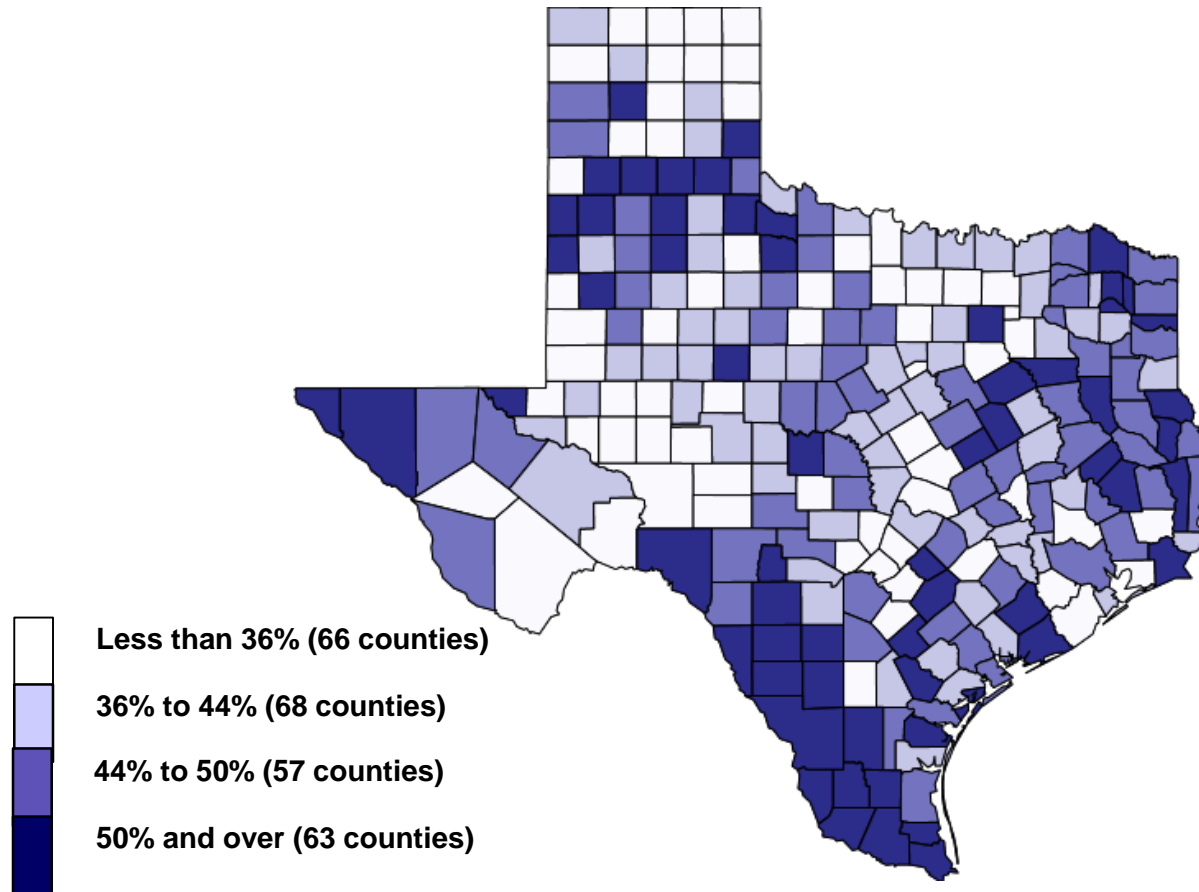 Less than 36% (66 counties)
36% to 44% (68 counties)
44% to 50% (57 counties)
50% and over (63 counties)